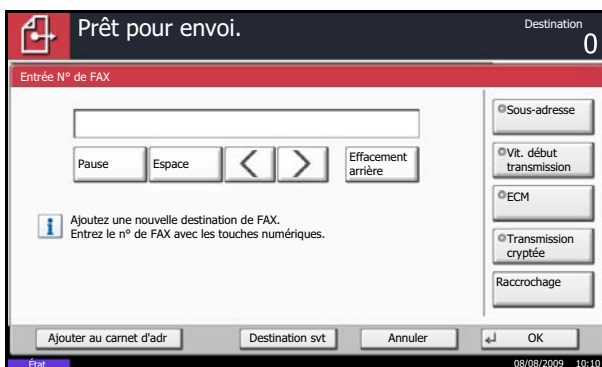 Prêt pour envoi.
Destination
0
Entrée N° de FAX
Pause
Espace
Effacement
arrière
Ajoutez une nouvelle destination de FAX.
Entrez le n° de FAX avec les touches numériques.
Sous-adresse
Vit. début
transmission
ECM
Transmission
cryptée
Raccrochage
Ajouter au carnet d'adr
Destination svt
Annuler
OK
État
08/08/2009 10:10